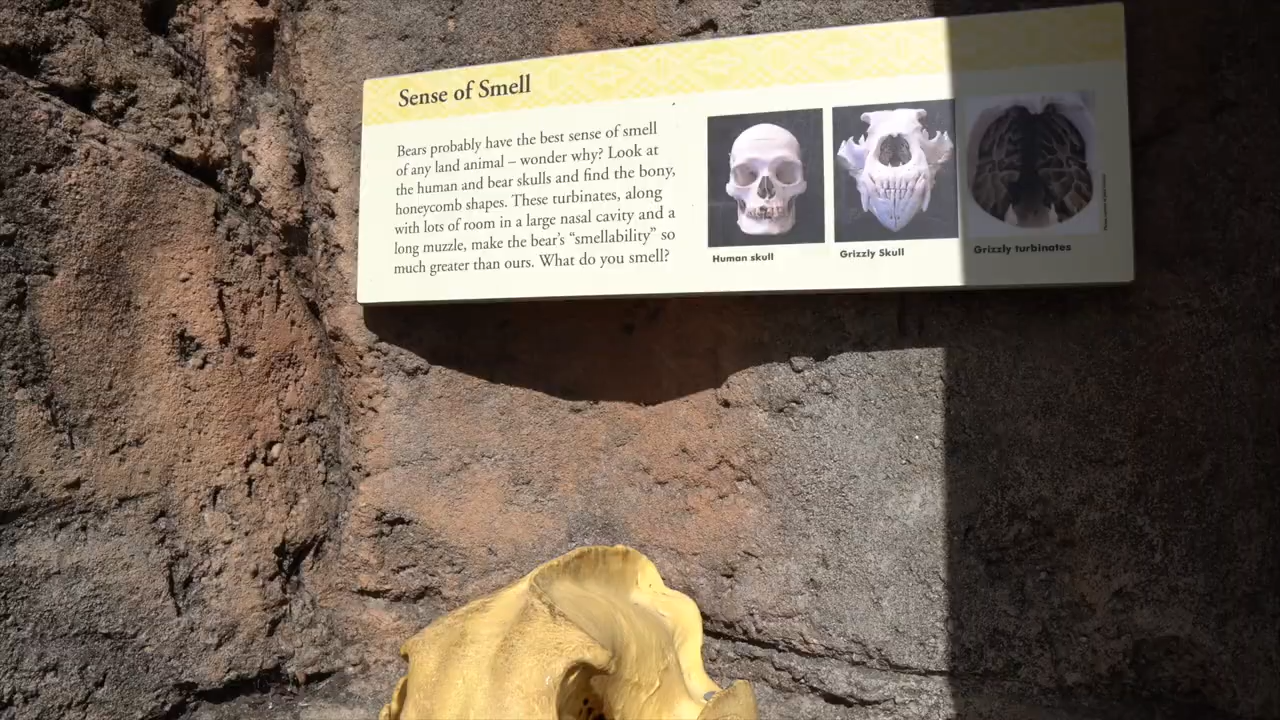 Sense of Smell
Bears probably have the best sense of smell
of any land animal – wonder why? Look at
the human and bear skulls and find the bony,
honeycomb shapes. These turbinates, along
with lots of room in a large nasal cavity and a
long muzzle, make the bear's “smellability” so
much greater than ours. What do you smell?
Human skull
Grizzly Skull
Grizzly turbinates